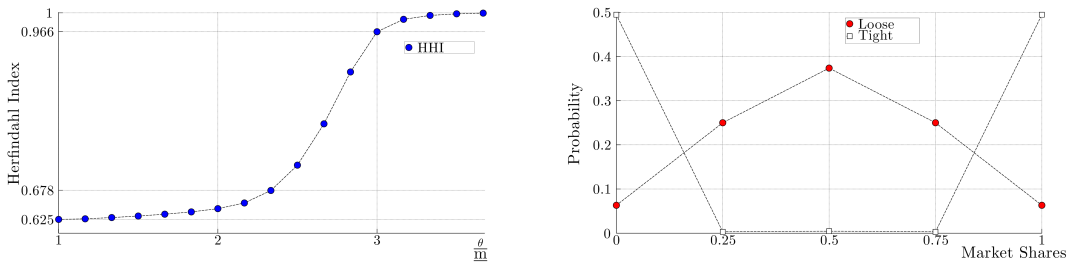 1
0.966
HHI
Herfindahl Index
0.678
0.625
1
2
3
θ
m
0.5
Loose
Tight
0.4
0.3
Probability
0.2
0.1
0
0
0.25
0.5
0.75
1
Market Shares